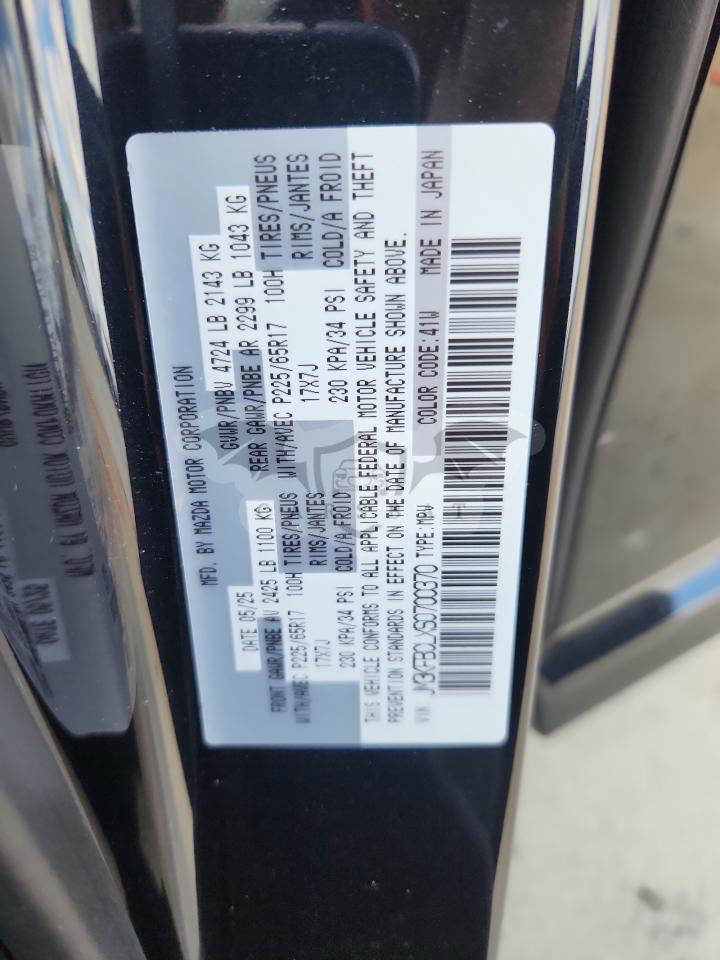 MFD. BY MAZDA MOTOR CORPORATION
DATE 05/25 GVWR/PNBV 4724 LB 2143 KG
FRONT GAWR/PNBE AV 2425 LB 1100 KG REAR GAWR/PNBE AR 2299 LB 1043 KG
WITH/AVEC P225/65R17 100H TIRES/PNEUS WITH/AVEC P225/65R17 100H TIRES/PNEUS
17X7J RIMS/JANTES 17X7J RIMS/JANTES
230 KPA/34 PSI COLD/A FROID 230 KPA/34 PSI COLD/A FROID
THIS VEHICLE CONFORMS TO ALL APPLICABLE FEDERAL MOTOR VEHICLE SAFETY AND THEFT
PREVENTION STANDARDS IN EFFECT ON THE DATE OF MANUFACTURE SHOWN ABOVE.
VIN: JM3KFBCLXS0700370 TYPE:MPV COLOR CODE:41W MADE IN JAPAN